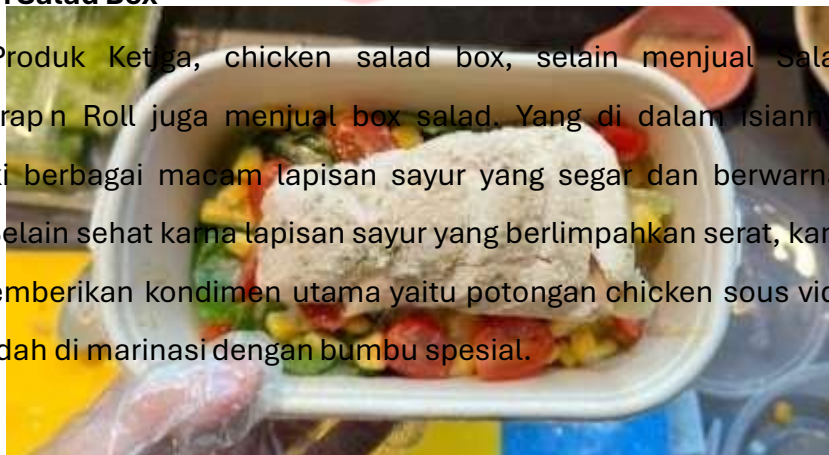 Salad Box
Produk Ketiga, chicken salad box, selain menjual Sala
rap n Roll juga menjual box salad. Yang di dalam isiann
i berbagai macam lapisan sayur yang segar dan berwarna
elain sehat karna lapisan sayur yang berlimpahkan serat, kam
emberikan kondimen utama yaitu potongan chicken sous vid
dah di marinasi dengan bumbu spesial.